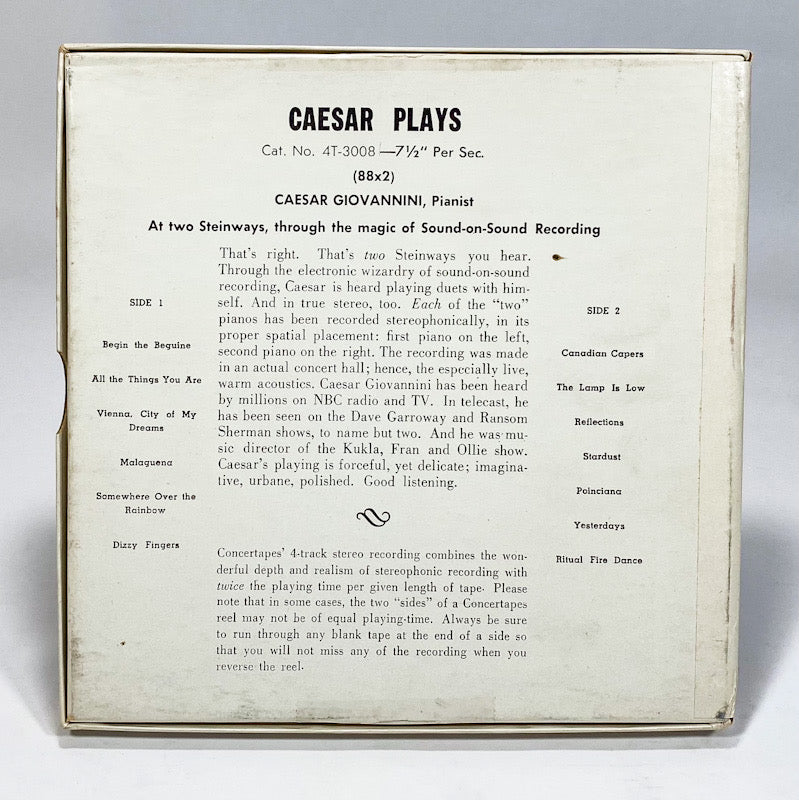 CAESAR PLAYS
Cat. No. 4T-3008—7½" Per Sec.
(88x2)
CAESAR GIOVANNINI, Pianist
At two Steinways, through the magic of Sound-on-Sound Recording
SIDE 1
Begin the Beguine
All the Things You Are
Vienna, City of My
Dreams
Malaguena
Somewhere Over the
Rainbow
Dizzy Fingers
That's right. That's two Steinways you hear.
Through the electronic wizardry of sound-on-sound
recording, Caesar is heard playing duets with him-
self. And in true stereo, too. Each of the "two"
pianos has been recorded stereophonically, in its
proper spatial placement: first piano on the left,
second piano on the right. The recording was made
in an actual concert hall; hence, the especially live,
warm acoustics. Caesar Giovannini has been heard
by millions on NBC radio and TV. In telecast, he
has been seen on the Dave Garroway and Ransom
Sherman shows, to name but two. And he was mu-
sic director of the Kukla, Fran and Ollie show.
Caesar's playing is forceful, yet delicate; imagina-
tive, urbane, polished. Good listening.
Concertapes' 4-track stereo recording combines the won-
derful depth and realism of stereophonic recording with
twice the playing time per given length of tape. Please
note that in some cases, the two "sides" of a Concertapes
reel may not be of equal playing-time. Always be sure
to run through any blank tape at the end of a side so
that you will not miss any of the recording when you
reverse the reel.
SIDE 2
Canadian Capers
The Lamp Is Low
Reflections
Stardust
Poinciana
Yesterdays
Ritual Fire Dance